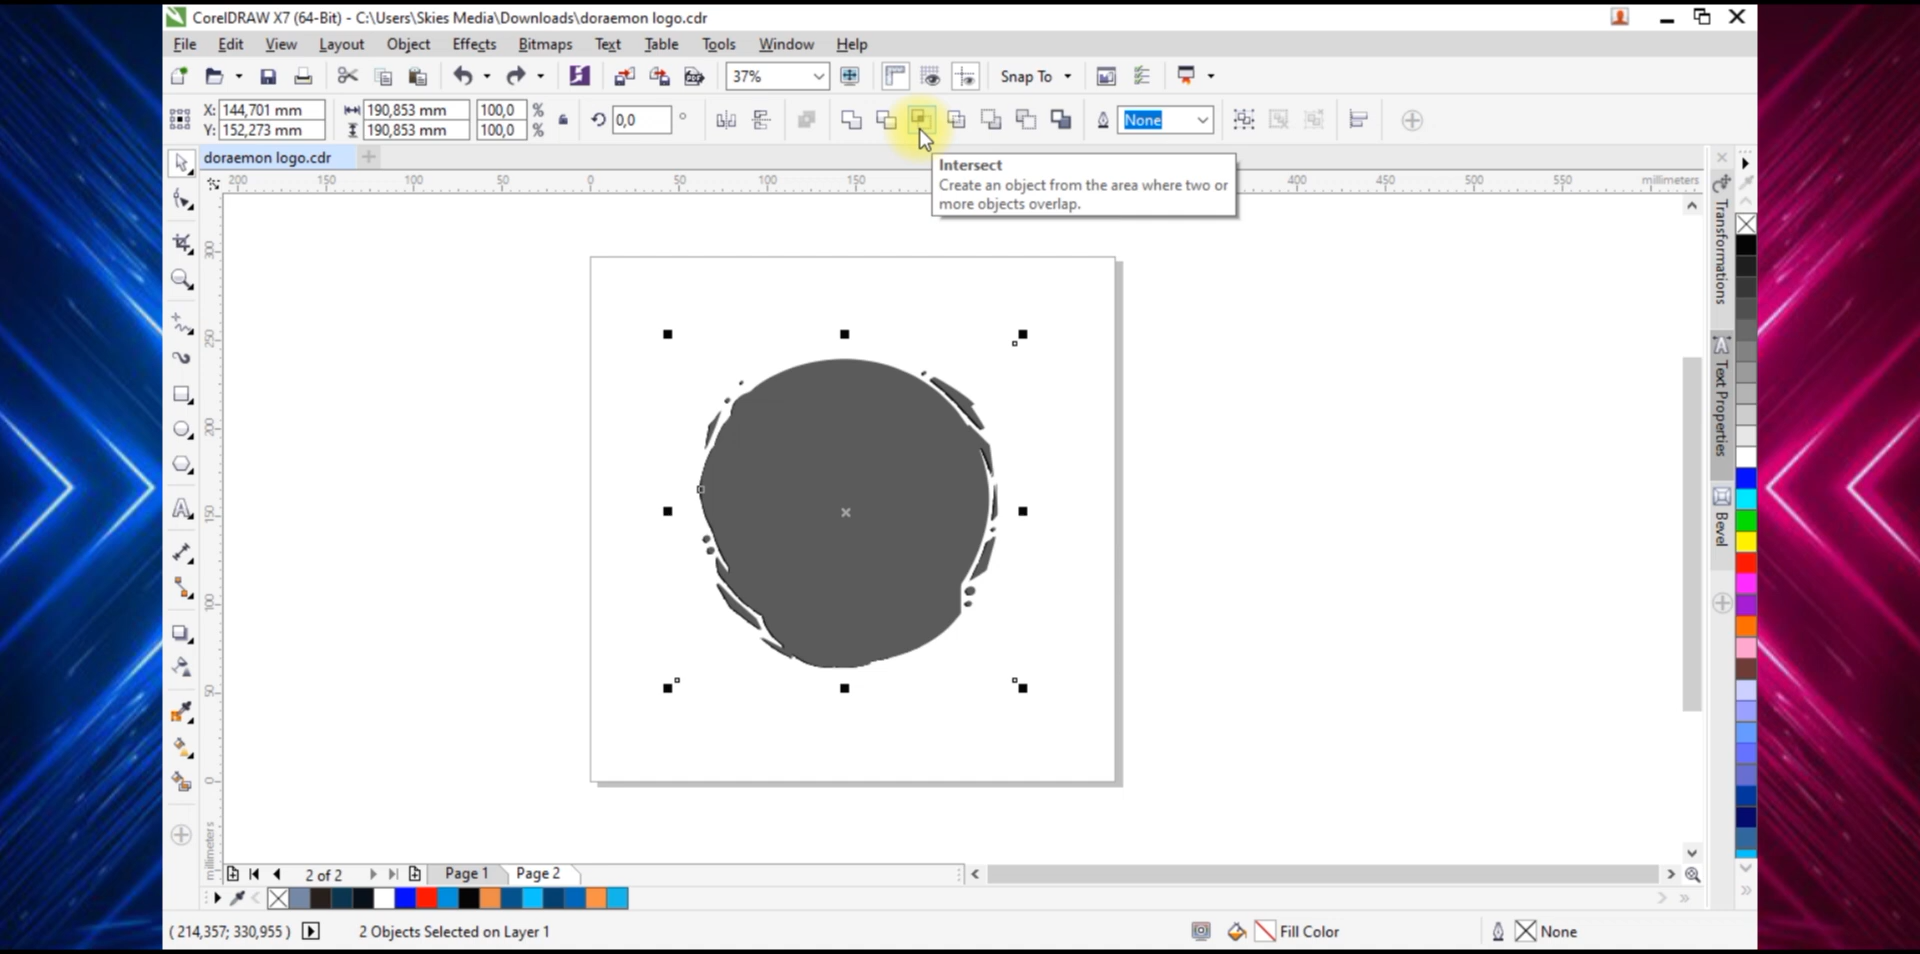 CorelDRAW X7 (64-Bit) - C:\Users\Skies Media\Downloads\doraemon logo.cdr
File Edit View Layout Object Effects Bitmaps Text Table Tools Window Help
37% Snap To
X: 144,701 mm 190,853 mm 100,0 % 0,0 ° None
Y: 152,273 mm 190,853 mm 100,0 %
doraemon logo.cdr
Intersect
Create an object from the area where two or
more objects overlap.
200 150 100 50 0 50 100 150 400 450 500 550 millimeters
300
250
200
150
100
50
0
millimeters
Transformations
Text Properties
Bevel
2 of 2 Page 1 Page 2
( 214,357; 330,955 ) 2 Objects Selected on Layer 1 Fill Color None